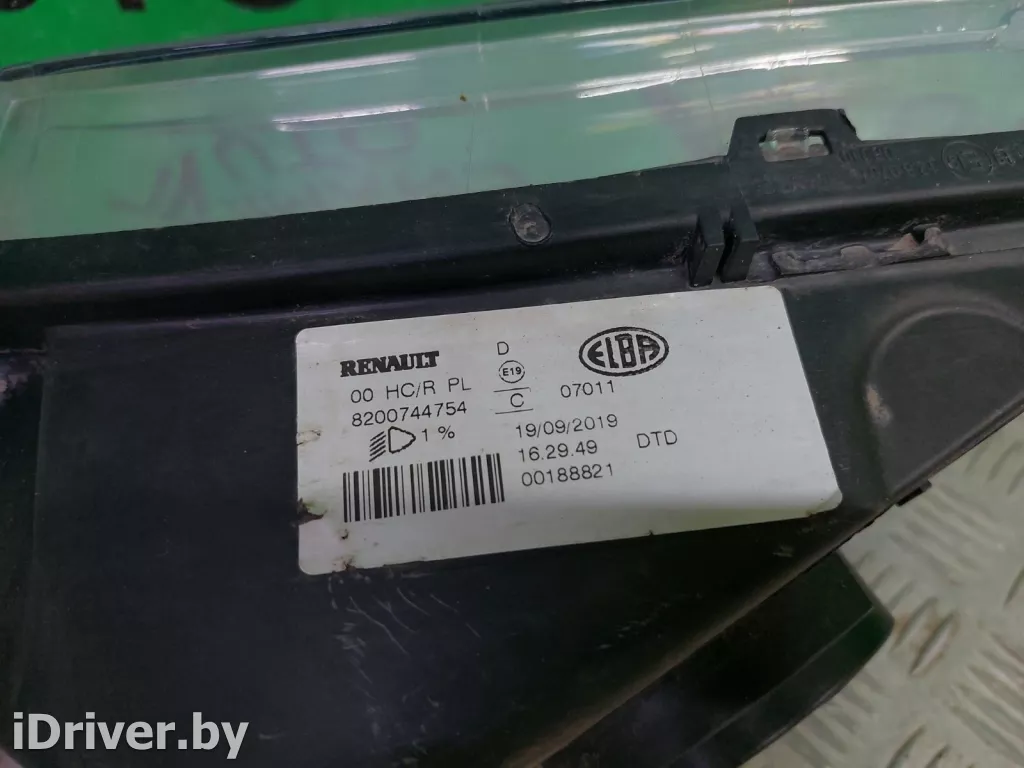 RENAULT
00 HC/R PL
8200744754
1 %
D
E19
C
ELBA
07011
19/09/2019
16.29.49 DTD
00188821
iDriver.by